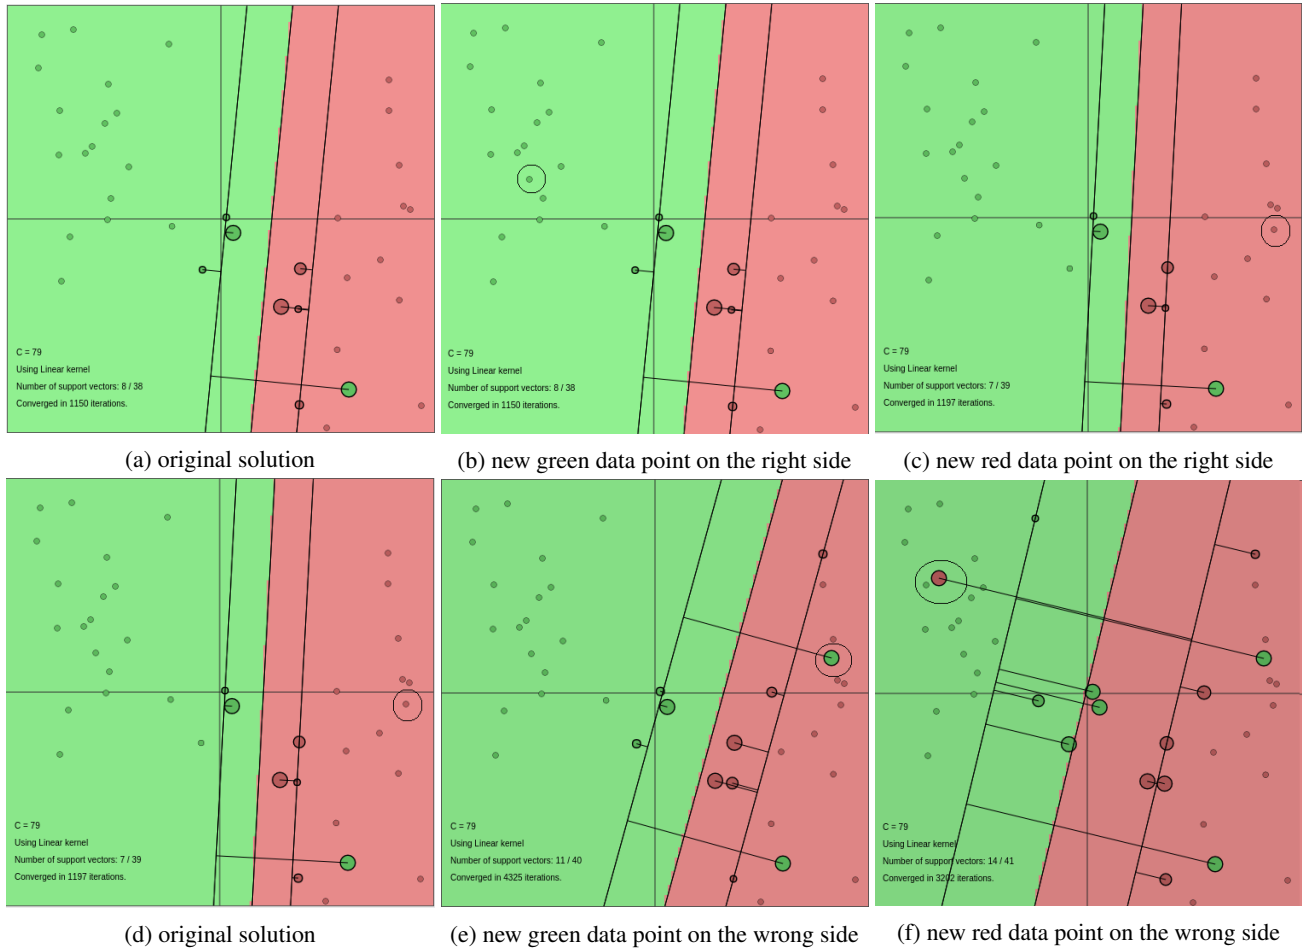 C = 79
Using Linear kernel
Number of support vectors: 8 / 38
Converged in 1150 iterations.
C = 79
Using Linear kernel
Number of support vectors: 8 / 38
Converged in 1150 iterations.
C = 79
Using Linear kernel
Number of support vectors: 7 / 39
Converged in 1197 iterations.
(a) original solution
(b) new green data point on the right side
(c) new red data point on the right side
C = 79
Using Linear kernel
Number of support vectors: 7 / 39
Converged in 1197 iterations.
C = 79
Using Linear kernel
Number of support vectors: 11 / 40
Converged in 4325 iterations.
C = 79
Using Linear kernel
Number of support vectors: 14 / 41
Converged in 3202 iterations.
(d) original solution
(e) new green data point on the wrong side
(f) new red data point on the wrong side